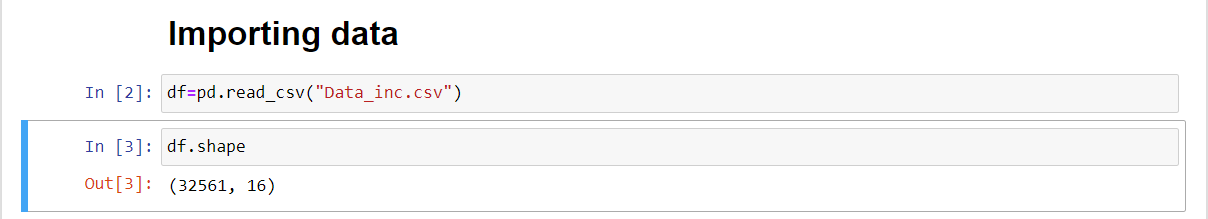 Importing data
In [2]: df=pd.read_csv("Data_inc.csv")
In [3]: df.shape
Out[3]: (32561, 16)